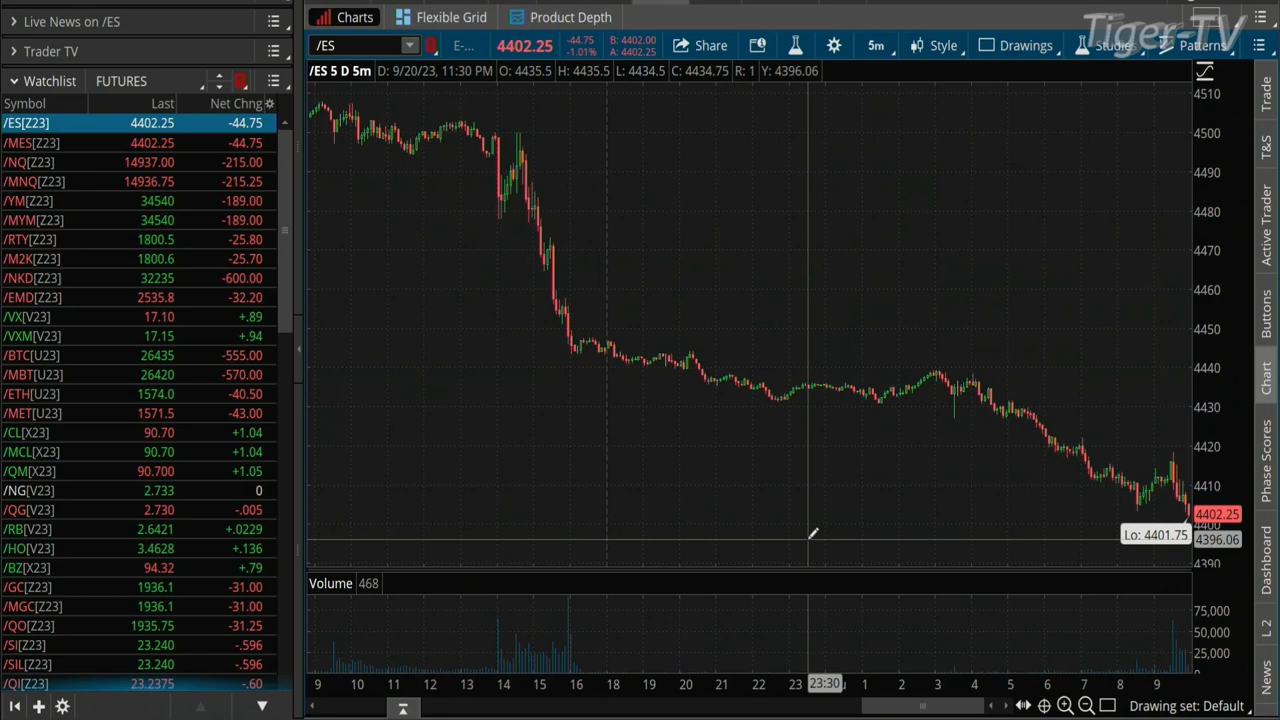 Live News on /ES
Trader TV
Watchlist FUTURES
Symbol Last Net Chng
/ES[Z23] 4402.25 -44.75
/MES[Z23] 4402.25 -44.75
/NQ[Z23] 14937.00 -215.00
/MNQ[Z23] 14936.75 -215.25
/YM[Z23] 34540 -189.00
/MYM[Z23] 34540 -189.00
/RTY[Z23] 1800.5 -25.80
/M2K[Z23] 1800.6 -25.70
/NKD[Z23] 32235 -600.00
/EMD[Z23] 2535.8 -32.20
/VX[V23] 17.10 +.89
/VXM[V23] 17.15 +.94
/BTC[U23] 26435 -555.00
/MBT[U23] 26420 -570.00
/ETH[U23] 1574.0 -40.50
/MET[U23] 1571.5 -43.00
/CL[X23] 90.70 +1.04
/MCL[X23] 90.70 +1.04
/QM[X23] 90.700 +1.05
/NG[V23] 2.733 0
/QG[V23] 2.730 -.005
/RB[V23] 2.6421 +.0229
/HO[V23] 3.4628 +.136
/BZ[X23] 94.32 +.79
/GC[Z23] 1936.1 -31.00
/MGC[Z23] 1936.1 -31.00
/QO[Z23] 1935.75 -31.25
/SI[Z23] 23.240 -.596
/SIL[Z23] 23.240 -.596
/QI[Z23] 23.2375 -.60
Charts Flexible Grid Product Depth
Tiger-TV
/ES E-... 4402.25 -44.75 -1.01% B: 4402.00 A: 4402.25 Share 5m Style Drawings Studies Patterns
/ES 5 D 5m D: 9/20/23, 11:30 PM O: 4435.5 H: 4435.5 L: 4434.5 C: 4434.75 R: 1 Y: 4396.06
4510
4500
4490
4480
4470
4460
4450
4440
4430
4420
4410
4402.25
4400
Lo: 4401.75
4396.06
4390
Volume 468
75,000
50,000
25,000
9 10 11 12 13 14 15 16 17 18 19 20 21 22 23 23:30 1 2 3 4 5 6 7 8 9
Drawing set: Default
Trade
T&S
Active Trader
Buttons
Chart
Phase Scores
Dashboard
L 2
News